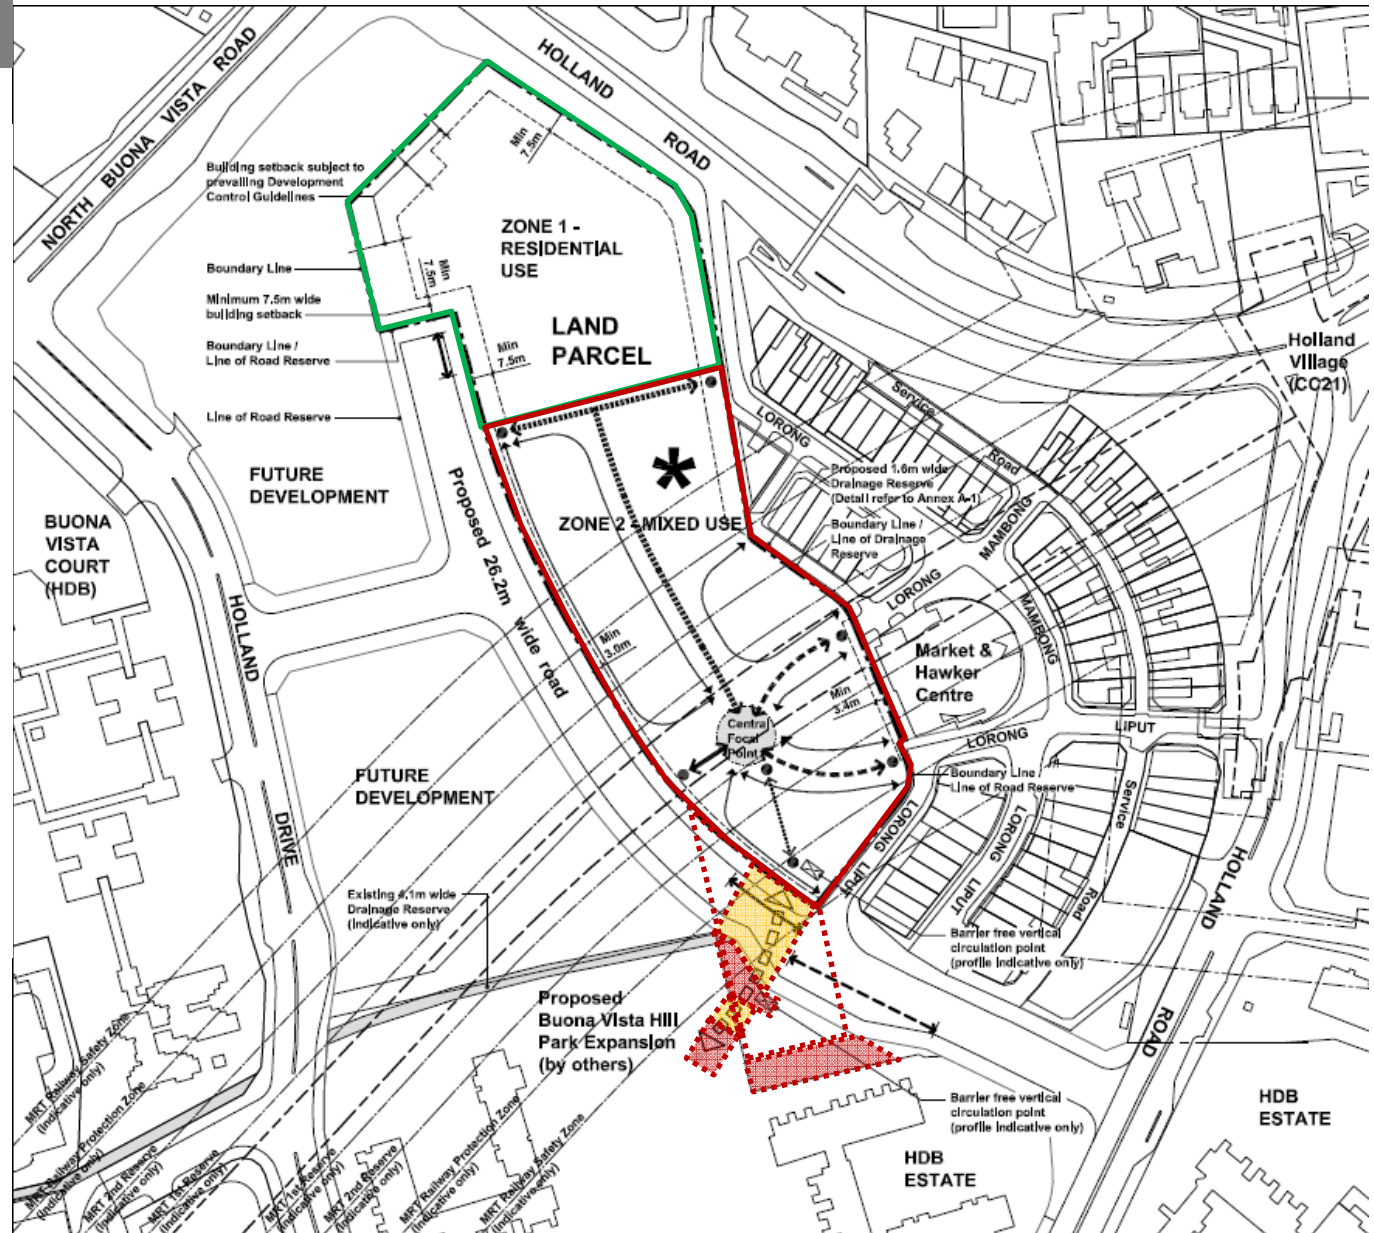 HOLLAND
ROAD
NORTH BUONA VISTA ROAD
Building setback subject to
prevailing Development
Control Guidelines
Min
7.5m
ZONE 1 -
RESIDENTIAL
USE
Boundary Line
Min
7.5m
Minimum 7.5m wide
building setback
LAND
PARCEL
Boundary Line /
Line of Road Reserve
Min
7.5m
Holland
Village
(CC21)
Service
Road
Line of Road Reserve
LORONG
MAMBONG
FUTURE
DEVELOPMENT
Proposed 26.2m wide road
*
Proposed 1.6m wide
Drainage Reserve
(Detail refer to Annex A-1)
ZONE 2 - MIXED USE
Boundary Line /
Line of Drainage
Reserve
BUONA
VISTA
COURT
(HDB)
LORONG
MAMBONG
HOLLAND
DRIVE
Min
3.0m
Market &
Hawker
Centre
Min
3.4m
Central
Focal
Point
LORONG
LIPUT
FUTURE
DEVELOPMENT
Boundary Line /
Line of Road Reserve
Service
Road
LORONG
LIPUT
LORONG
LIPUT
HOLLAND
ROAD
Existing 4.1m wide
Drainage Reserve
(Indicative only)
Barrier free vertical
circulation point
(profile Indicative only)
Proposed
Buona Vista Hill
Park Expansion
(by others)
Barrier free vertical
circulation point
(profile Indicative only)
HDB
ESTATE
HDB
ESTATE
MRT Railway Safety Zone
(Indicative only)
MRT Railway Protection Zone
(Indicative only)
MRT 2nd Reserve
(Indicative only)
MRT 1st Reserve
(Indicative only)
MRT 1st Reserve
(Indicative only)
MRT 2nd Reserve
(Indicative only)
MRT Railway Protection Zone
(Indicative only)
MRT Railway Safety Zone
(Indicative only)